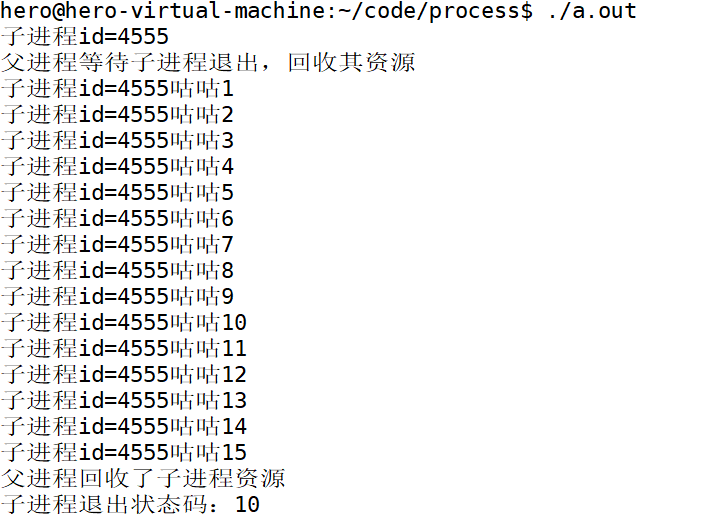 hero@hero-virtual-machine:~/code/process$ ./a.out
子进程id=4555
父进程等待子进程退出，回收其资源
子进程id=4555咕咕1
子进程id=4555咕咕2
子进程id=4555咕咕3
子进程id=4555咕咕4
子进程id=4555咕咕5
子进程id=4555咕咕6
子进程id=4555咕咕7
子进程id=4555咕咕8
子进程id=4555咕咕9
子进程id=4555咕咕10
子进程id=4555咕咕11
子进程id=4555咕咕12
子进程id=4555咕咕13
子进程id=4555咕咕14
子进程id=4555咕咕15
父进程回收了子进程资源
子进程退出状态码：10